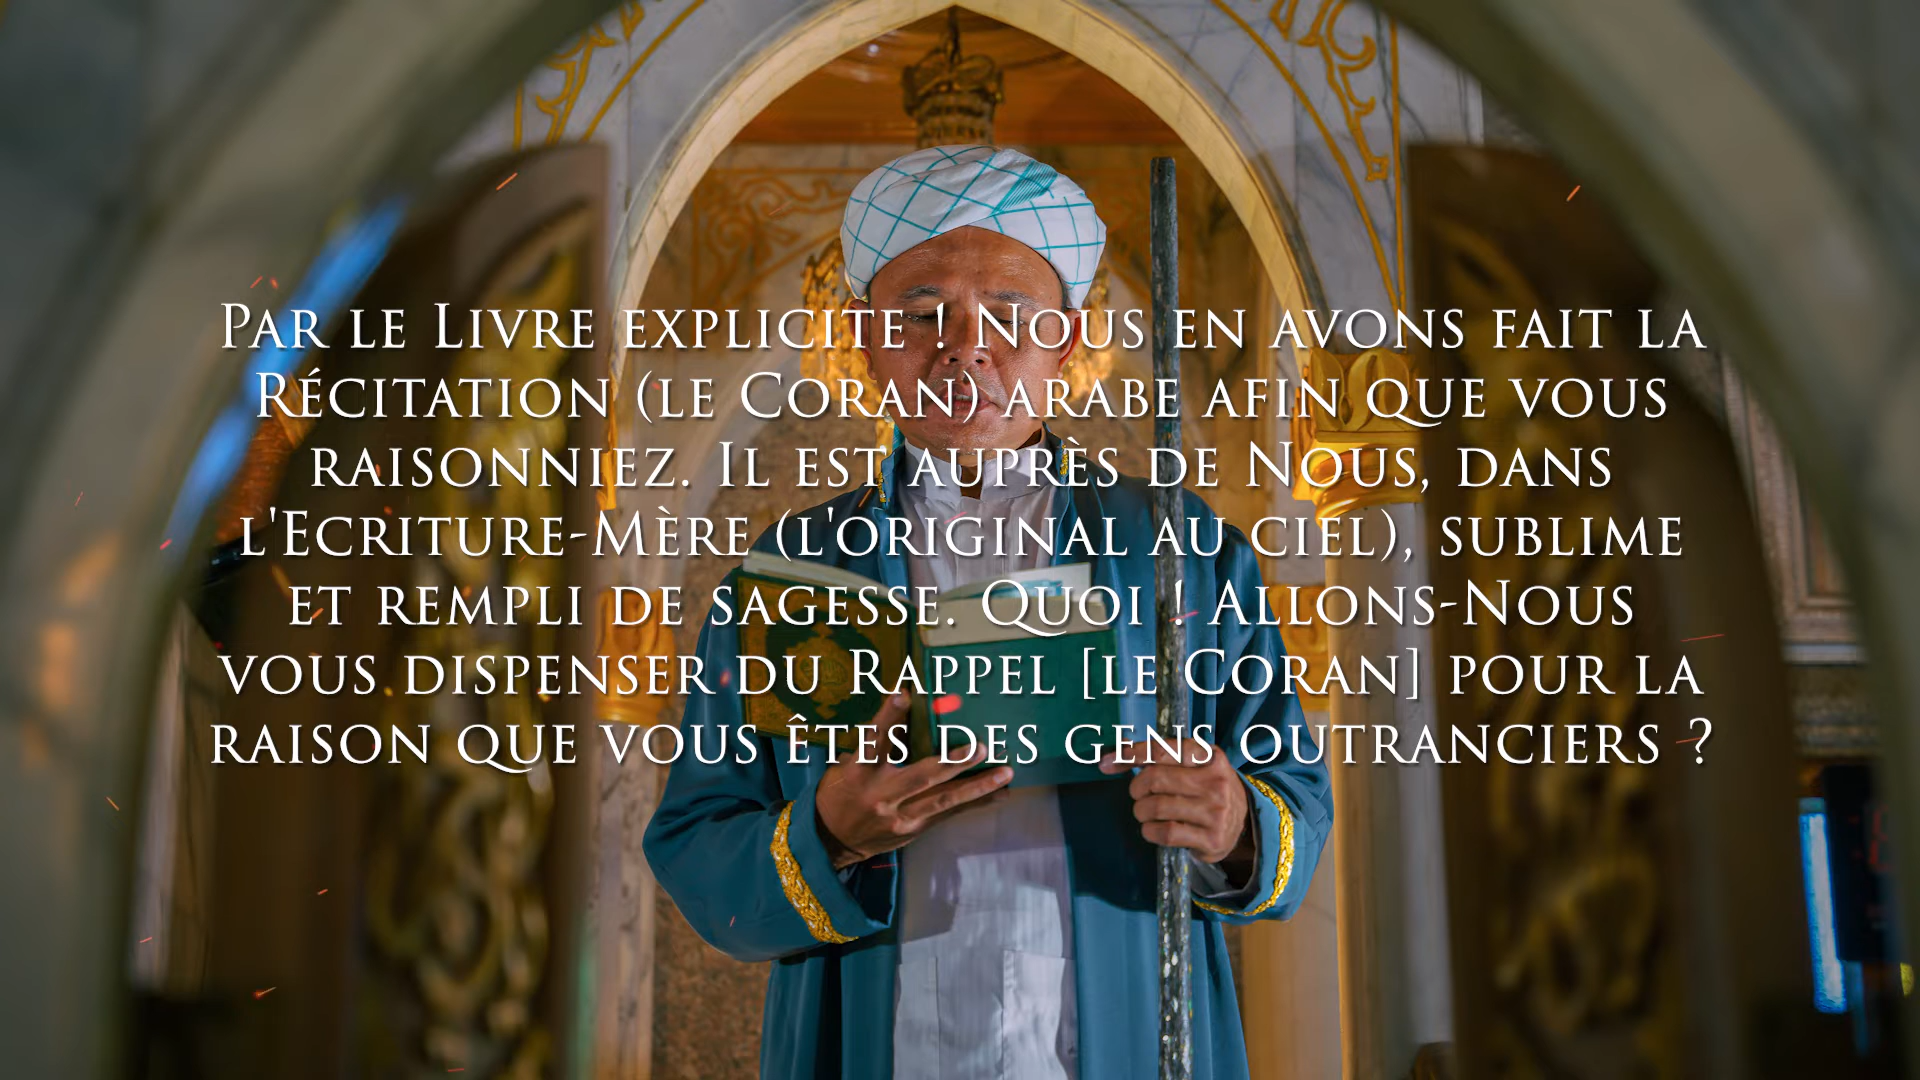 Par le Livre explicite ! Nous en avons fait la
Récitation (le Coran) arabe afin que vous
raisonniez. Il est auprès de Nous, dans
l'Ecriture-Mère (l'original au ciel), sublime
et rempli de sagesse. Quoi ! Allons-Nous
vous dispenser du Rappel [le Coran] pour la
raison que vous êtes des gens outranciers ?